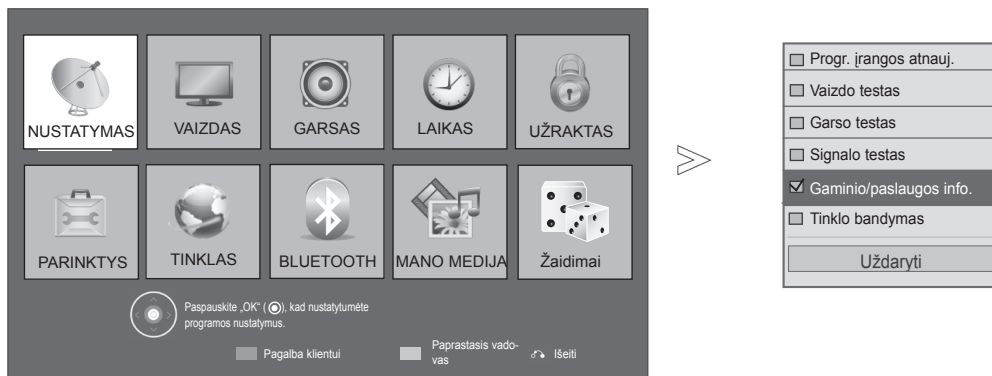 NUSTATYMAS
VAIZDAS
GARSAS
LAIKAS
UŽRAKTAS
PARINKTYS
TINKLAS
BLUETOOTH
MANO MEDIJA
Žaidimai
Paspauskite „OK“ (◉), kad nustatytumėte
programos nustatymus.
Pagalba klientui
Paprastasis vado-
vas
Išeiti
Progr. įrangos atnauj.
Vaizdo testas
Garso testas
Signalo testas
Gaminio/paslaugos info.
Tinklo bandymas
Uždaryti